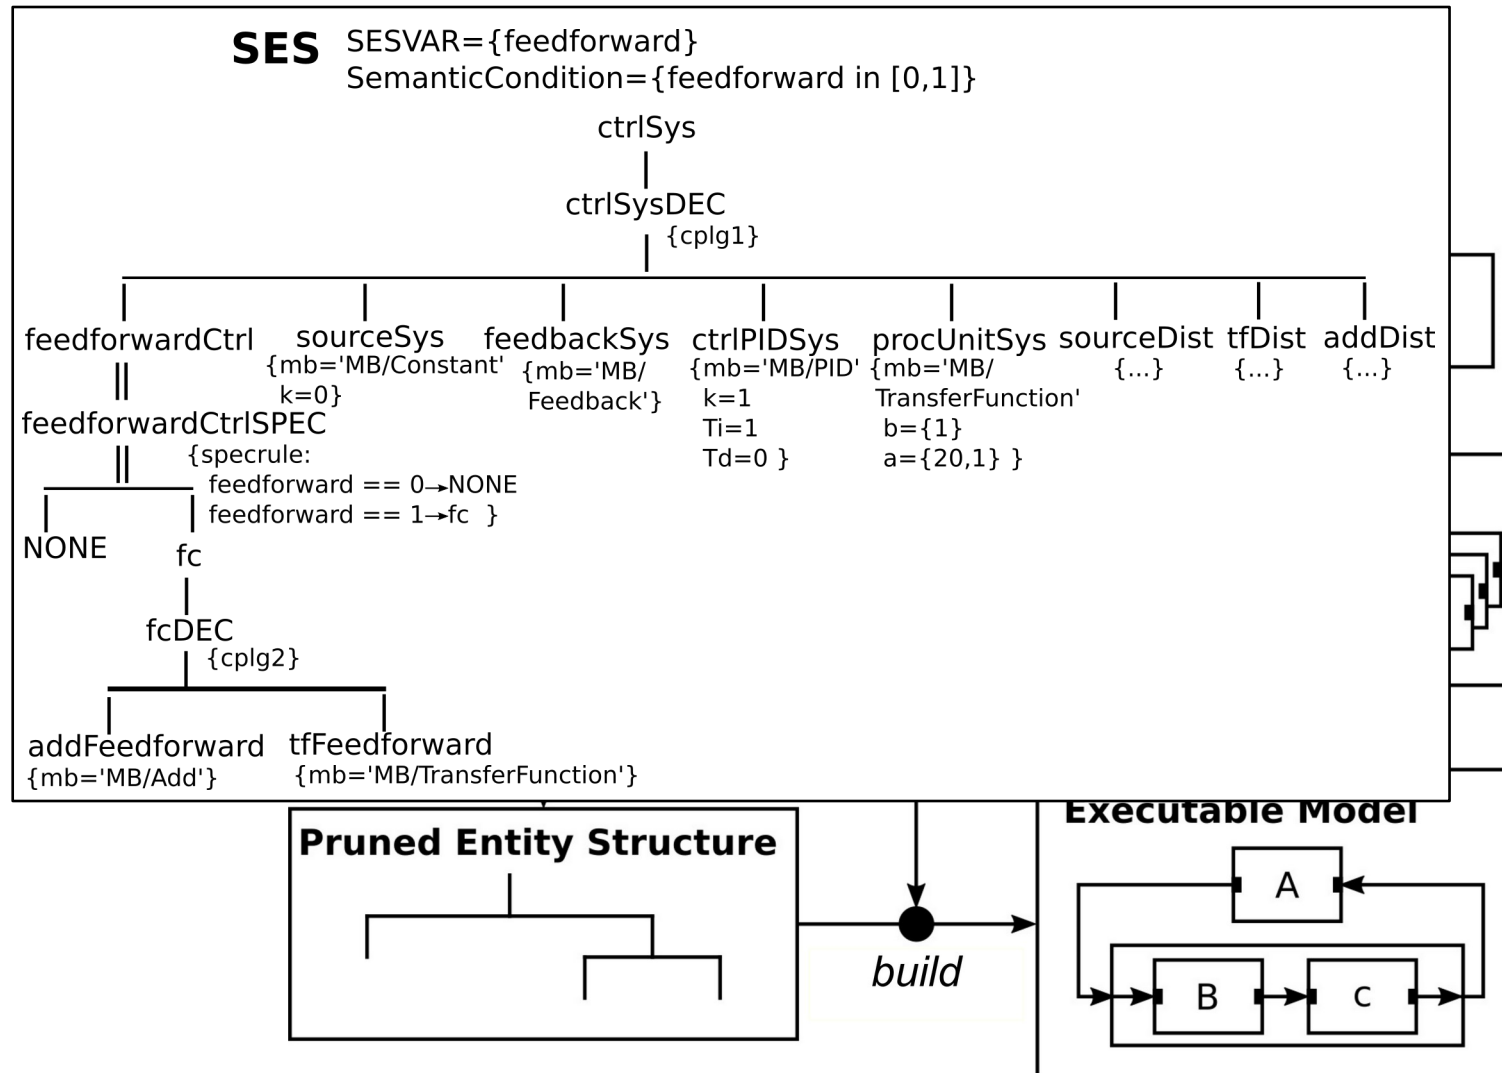 SES SESVAR={feedforward}
SemanticCondition={feedforward in [0,1]}
ctrlSys
ctrlSysDEC
{cplg1}
feedforwardCtrl sourceSys feedbackSys ctrlPIDSys procUnitSys sourceDist tfDist addDist
{mb='MB/Constant'
k=0}
{mb='MB/
Feedback'}
{mb='MB/PID'
k=1
Ti=1
Td=0 }
{mb='MB/
TransferFunction'
b={1}
a={20,1} }
{...} {...} {...}
feedforwardCtrlSPEC
{specrule:
feedforward == 0→NONE
feedforward == 1→fc }
NONE fc
fcDEC
{cplg2}
addFeedforward tfFeedforward
{mb='MB/Add'} {mb='MB/TransferFunction'}
Pruned Entity Structure
build
Executable Model
A
B c